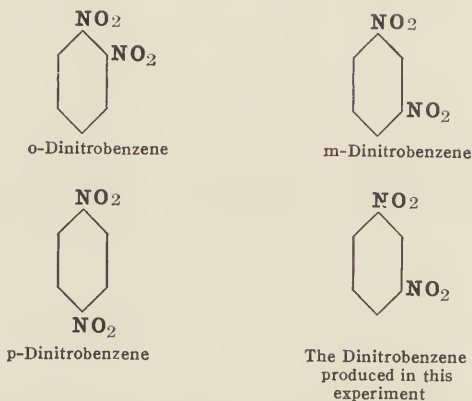 NO2
NO2
o-Dinitrobenzene
NO2
NO2
m-Dinitrobenzene
NO2
NO2
p-Dinitrobenzene
NO2
NO2
The Dinitrobenzene
produced in this
experiment